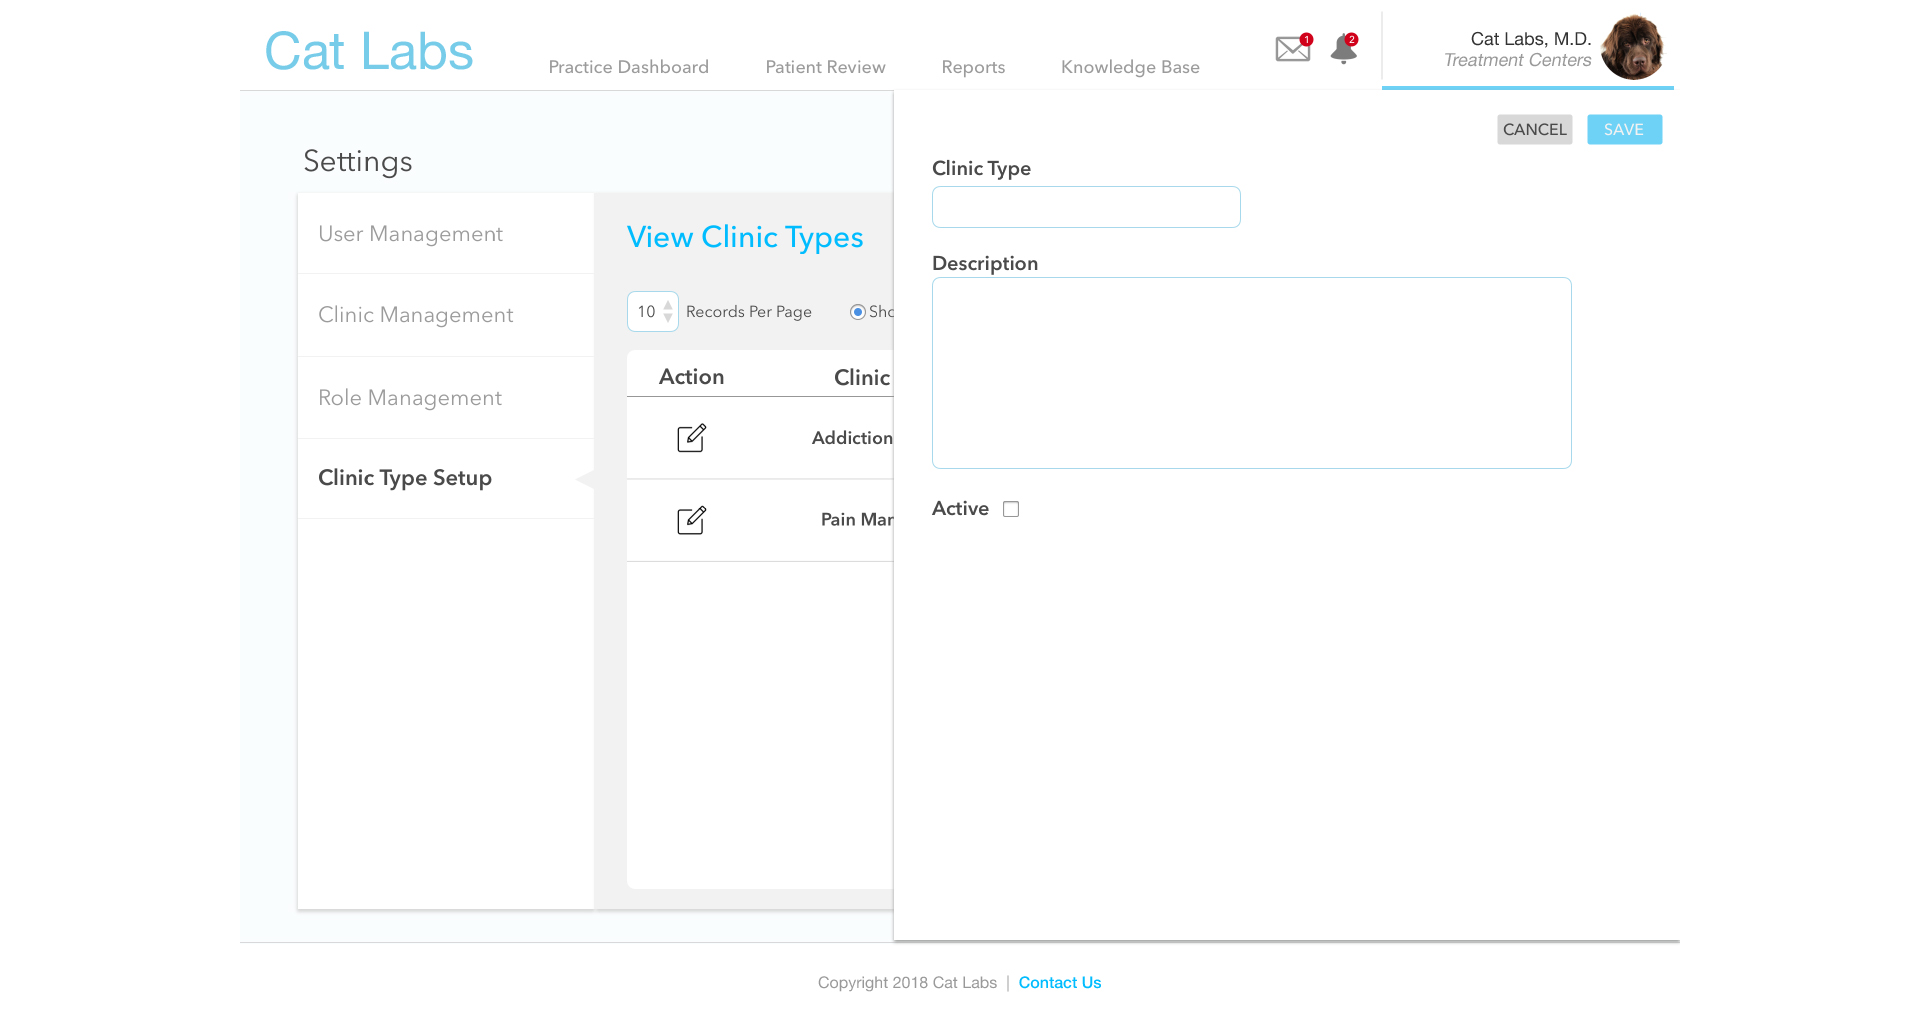 Cat Labs
Practice Dashboard
Patient Review
Reports
Knowledge Base
1
2
Cat Labs, M.D.
Treatment Centers
CANCEL
SAVE
Settings
User Management
Clinic Management
Role Management
Clinic Type Setup
View Clinic Types
10
Records Per Page
Sho
Action
Clinic
Addiction
Pain Mar
Clinic Type
Description
Active
Copyright 2018 Cat Labs | Contact Us